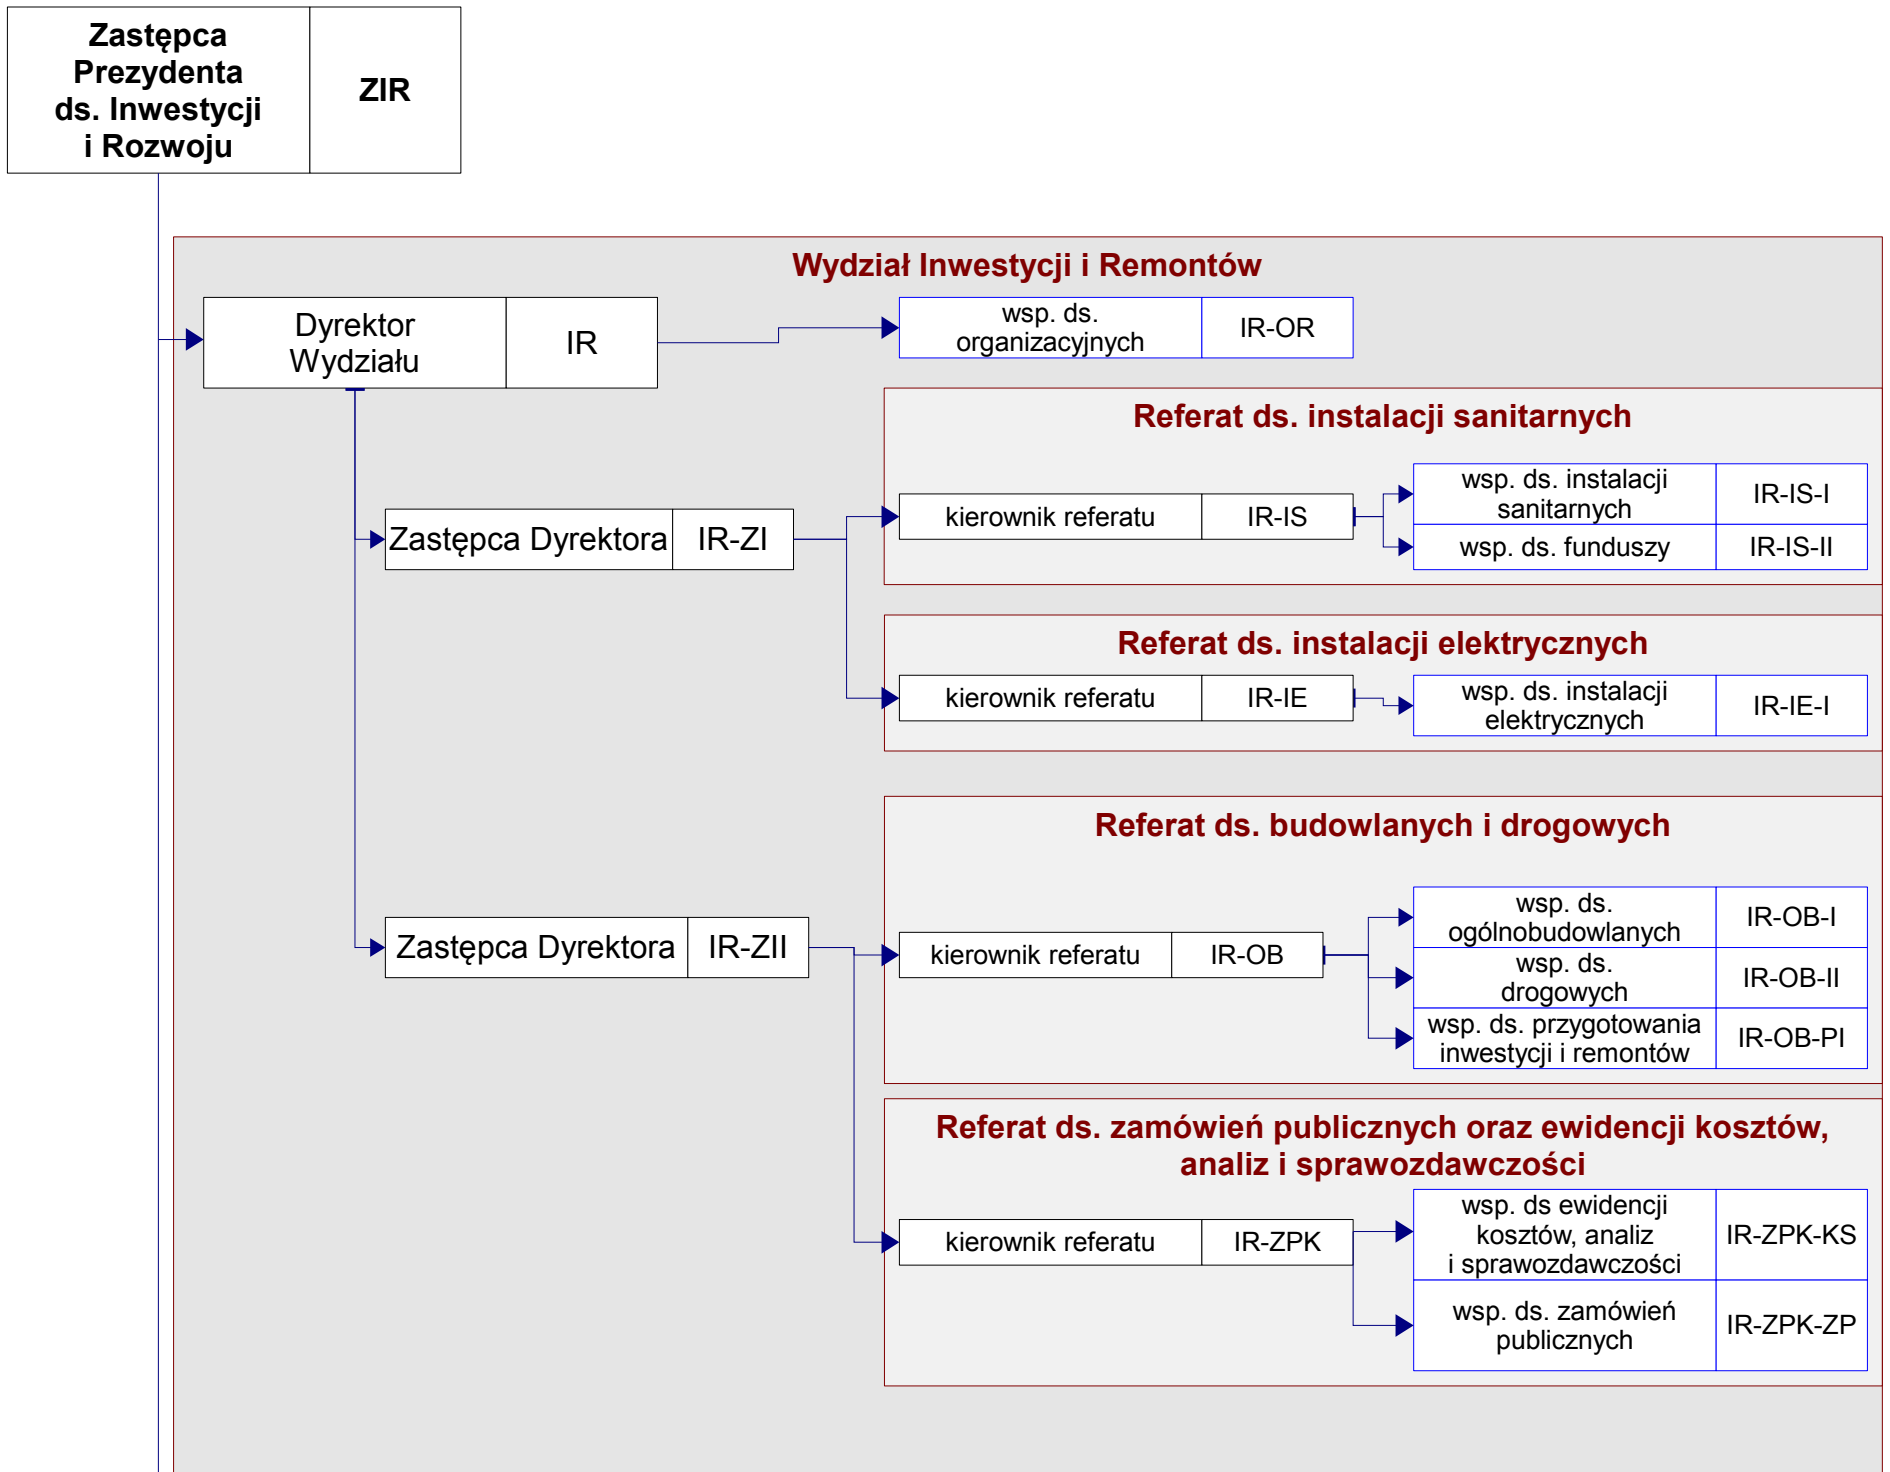 Zastępca
Prezydenta
ds. Inwestycji
i Rozwoju
ZIR
Wydział Inwestycji i Remontów
Dyrektor
Wydziału
IR
wsp. ds.
organizacyjnych
IR-OR
Referat ds. instalacji sanitarnych
Zastępca Dyrektora
IR-ZI
kierownik referatu
IR-IS
wsp. ds. instalacji
sanitarnych
IR-IS-I
wsp. ds. funduszy
IR-IS-II
Referat ds. instalacji elektrycznych
kierownik referatu
IR-IE
wsp. ds. instalacji
elektrycznych
IR-IE-I
Referat ds. budowlanych i drogowych
Zastępca Dyrektora
IR-ZII
kierownik referatu
IR-OB
wsp. ds.
ogólnobudowlanych
IR-OB-I
wsp. ds.
drogowych
IR-OB-II
wsp. ds. przygotowania
inwestycji i remontów
IR-OB-PI
Referat ds. zamówień publicznych oraz ewidencji kosztów,
analiz i sprawozdawczości
kierownik referatu
IR-ZPK
wsp. ds ewidencji
kosztów, analiz
i sprawozdawczości
IR-ZPK-KS
wsp. ds. zamówień
publicznych
IR-ZPK-ZP